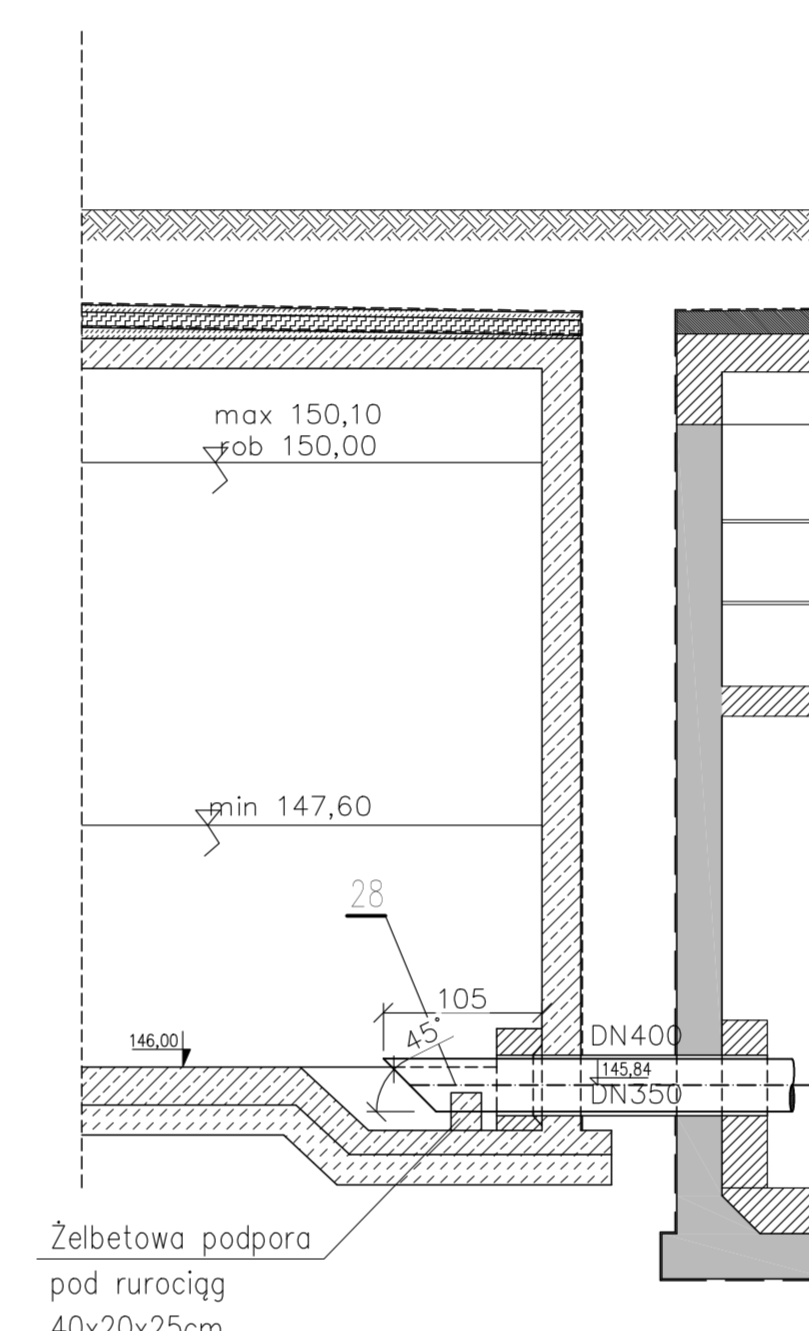 max 150,10
rob 150,00
min 147,60
28
105
45°
146,00
DN400
145,84
DN350
Żelbetowa podpora
pod rurociąg
40x20x25cm